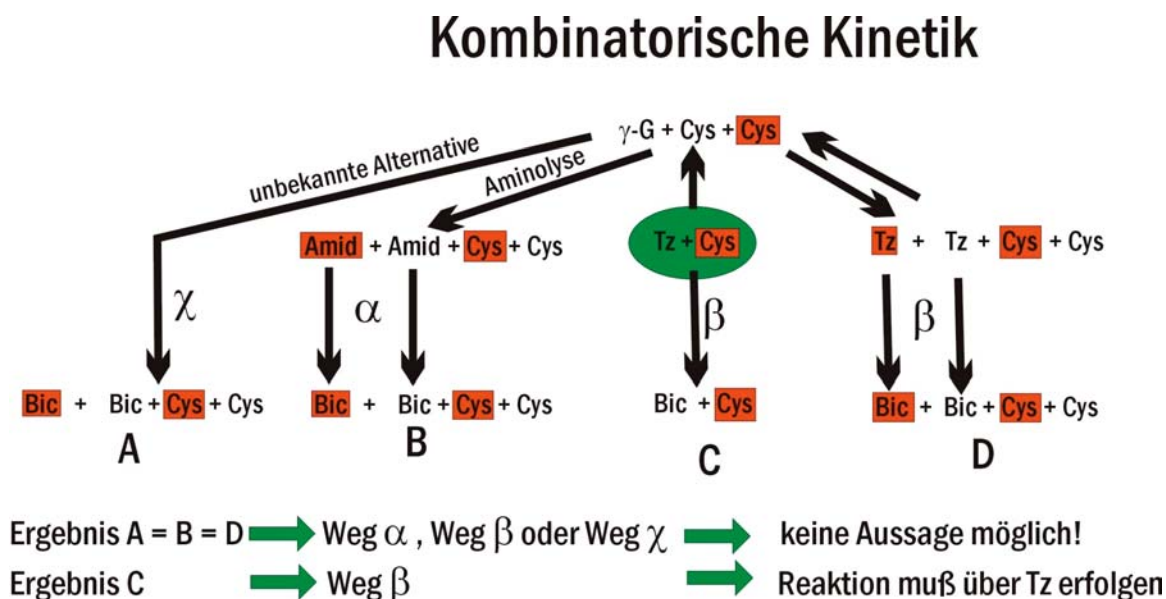 Kombinatorische Kinetik
γ-G + Cys + Cys
unbekannte Alternative
Aminolyse
Amid + Amid + Cys + Cys
Tz + Cys
Tz + Tz + Cys + Cys
χ
α
β
β
Bic + Bic + Cys + Cys
Bic + Bic + Cys + Cys
Bic + Cys
Bic + Bic + Cys + Cys
A
B
C
D
Ergebnis A = B = D Weg α , Weg β oder Weg χ keine Aussage möglich!
Ergebnis C Weg β Reaktion muß über Tz erfolgen